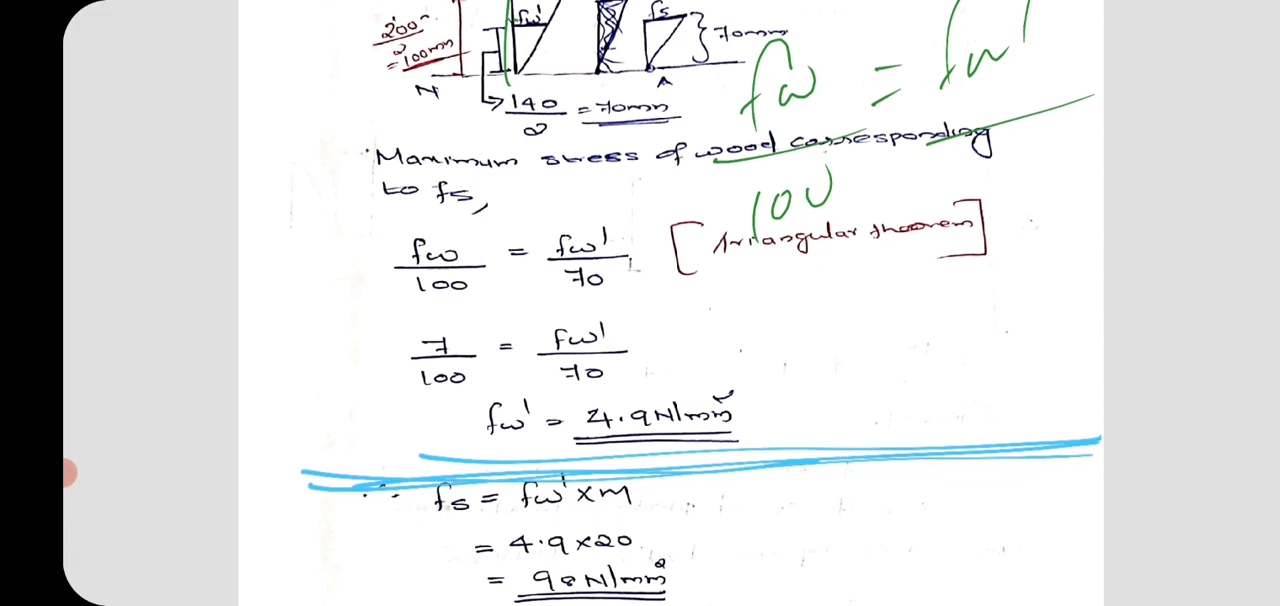 200
2
= 100mm
fw'
fs
70mm
N
A
140
2
= 70mm
fw = fw'
Maximum stress of wood corresponding
to fs,
100
fw/100 = fw'/70 [Triangular theorem]
7/100 = fw'/70
fw' = 4.9N/mm²
∴ fs = fw' x m
= 4.9 x 20
= 98N/mm²